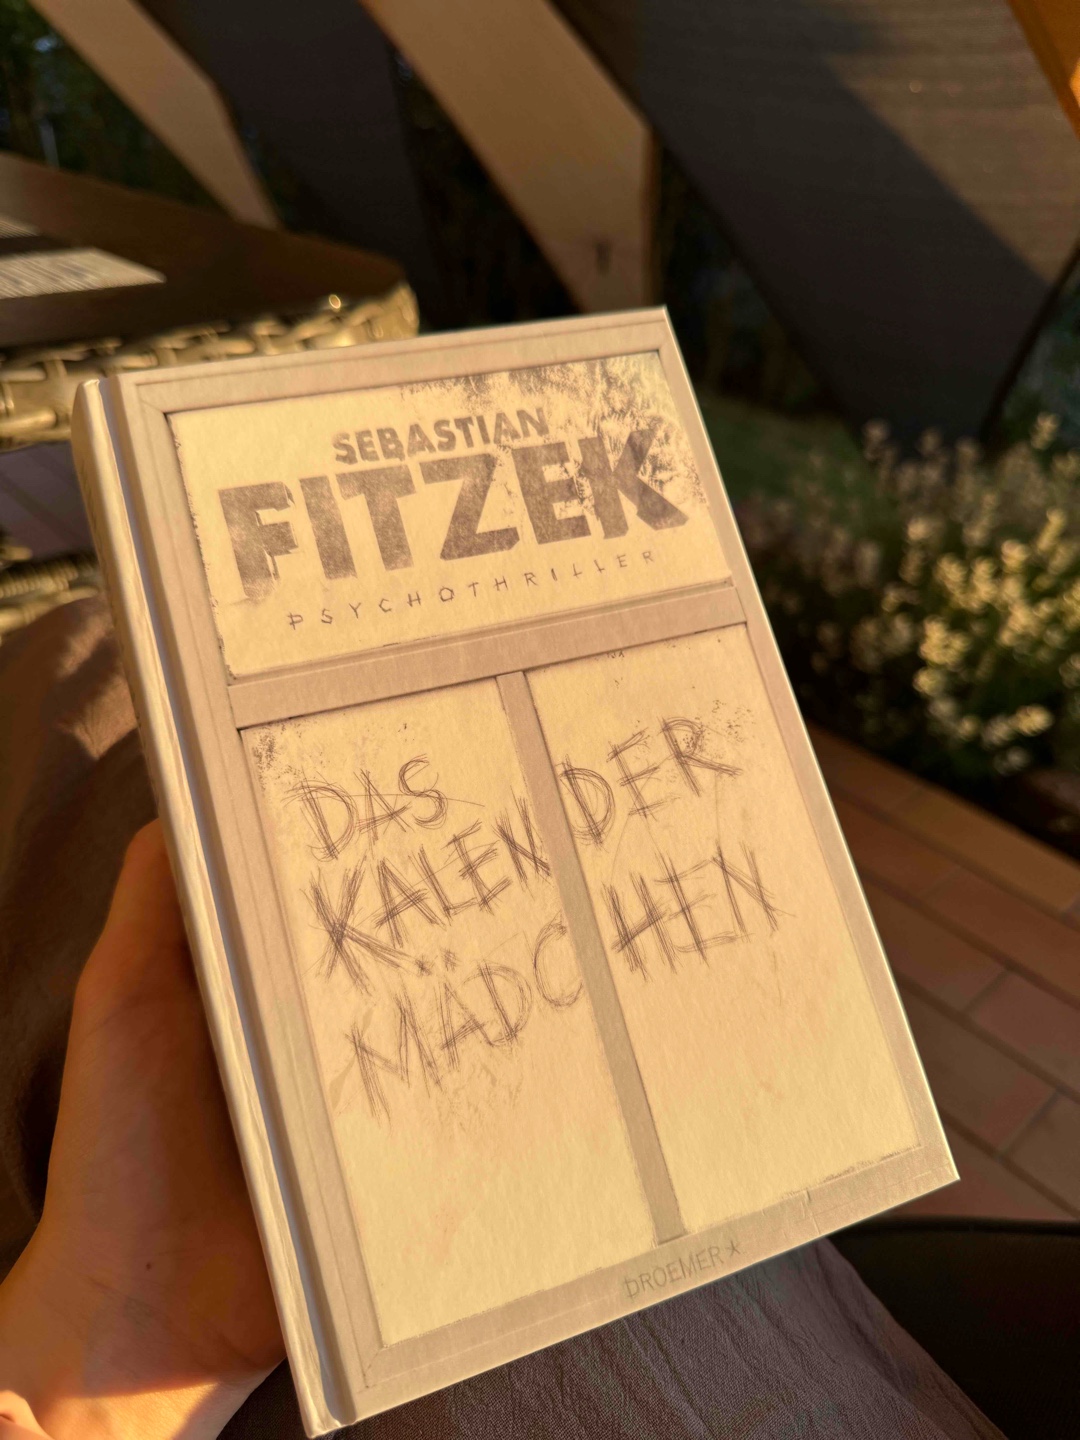 SEBASTIAN
FITZEK
PSYCHOTHRILLER
DAS
KALENDER
MÄDCHEN
DROEMER